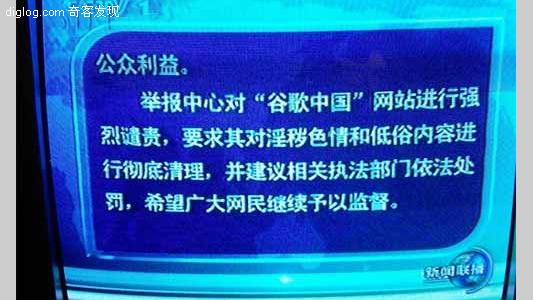 diglog.com 奇客发现
公众利益。
举报中心对“谷歌中国”网站进行强
烈谴责，要求其对淫秽色情和低俗内容进
行彻底清理，并建议相关执法部门依法处
罚，希望广大网民继续予以监督。
新闻联播